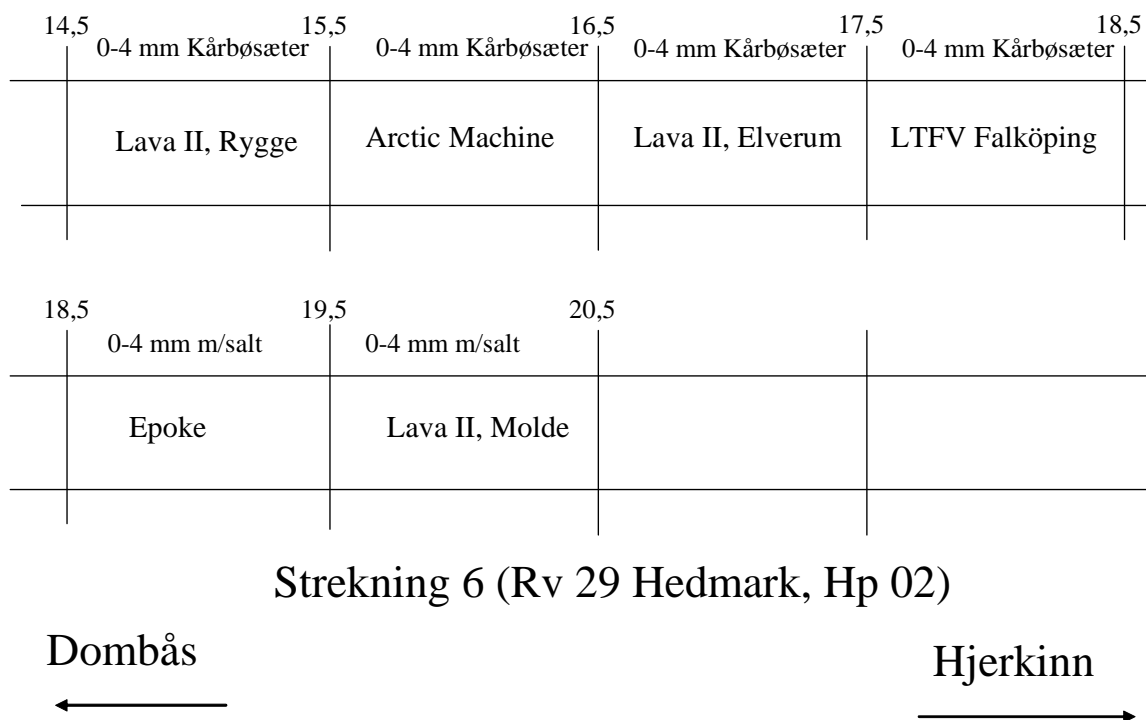 14,5 15,5 16,5 17,5 18,5
0-4 mm Kårbøsæter 0-4 mm Kårbøsæter 0-4 mm Kårbøsæter 0-4 mm Kårbøsæter
Lava II, Rygge Arctic Machine Lava II, Elverum LTFV Falköping
18,5 19,5 20,5
0-4 mm m/salt 0-4 mm m/salt
Epoke Lava II, Molde
Strekning 6 (Rv 29 Hedmark, Hp 02)
Dombås Hjerkinn